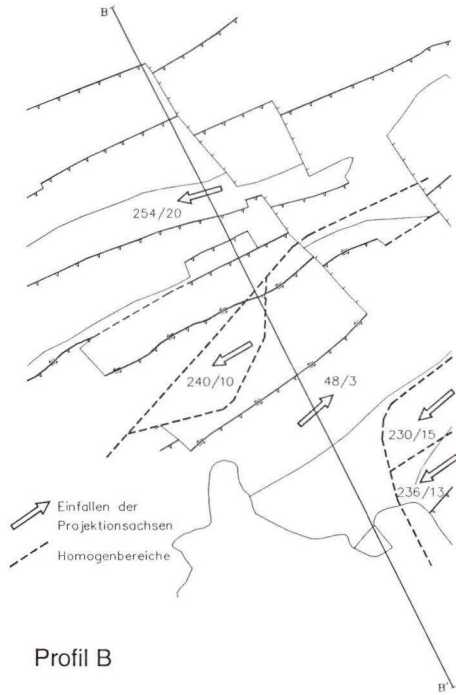 B
254/20
240/10
48/3
230/15
236/13
Einfallen der
Projektionsachsen
Homogenbereiche
Profil B
B'